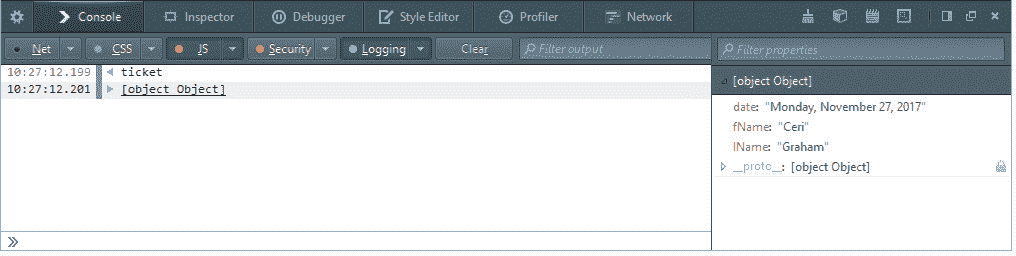 Console Inspector Debugger Style Editor Profiler Network
Net CSS JS Security Logging Clear Filter output Filter properties
10:27:12.199 ticket
10:27:12.201 [object Object]
[object Object]
date: "Monday, November 27, 2017"
fName: "Ceri"
lName: "Graham"
__proto__: [object Object]